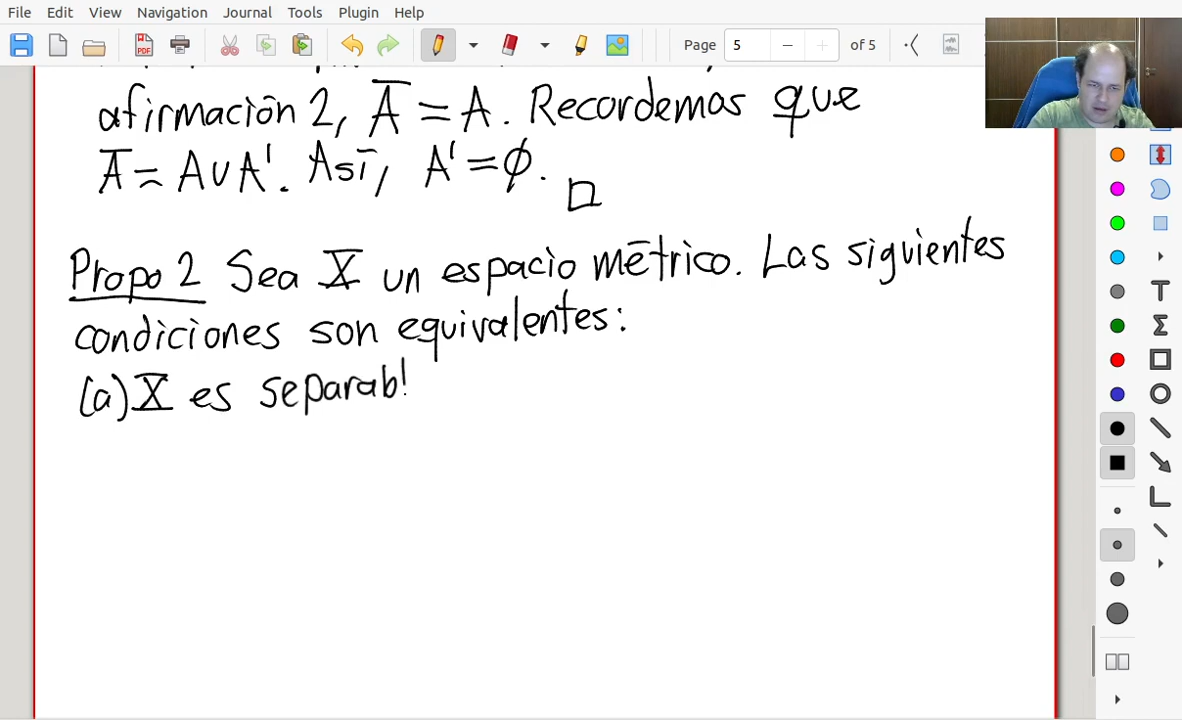 File Edit View Navigation Journal Tools Plugin Help
Page 5 of 5
afirmación 2, A̅ = A. Recordemos que
A̅ = A ∪ A'. Así, A' = ∅. □
Propo 2 Sea X un espacio métrico. Las siguientes
condiciones son equivalentes:
(a) X es separabl